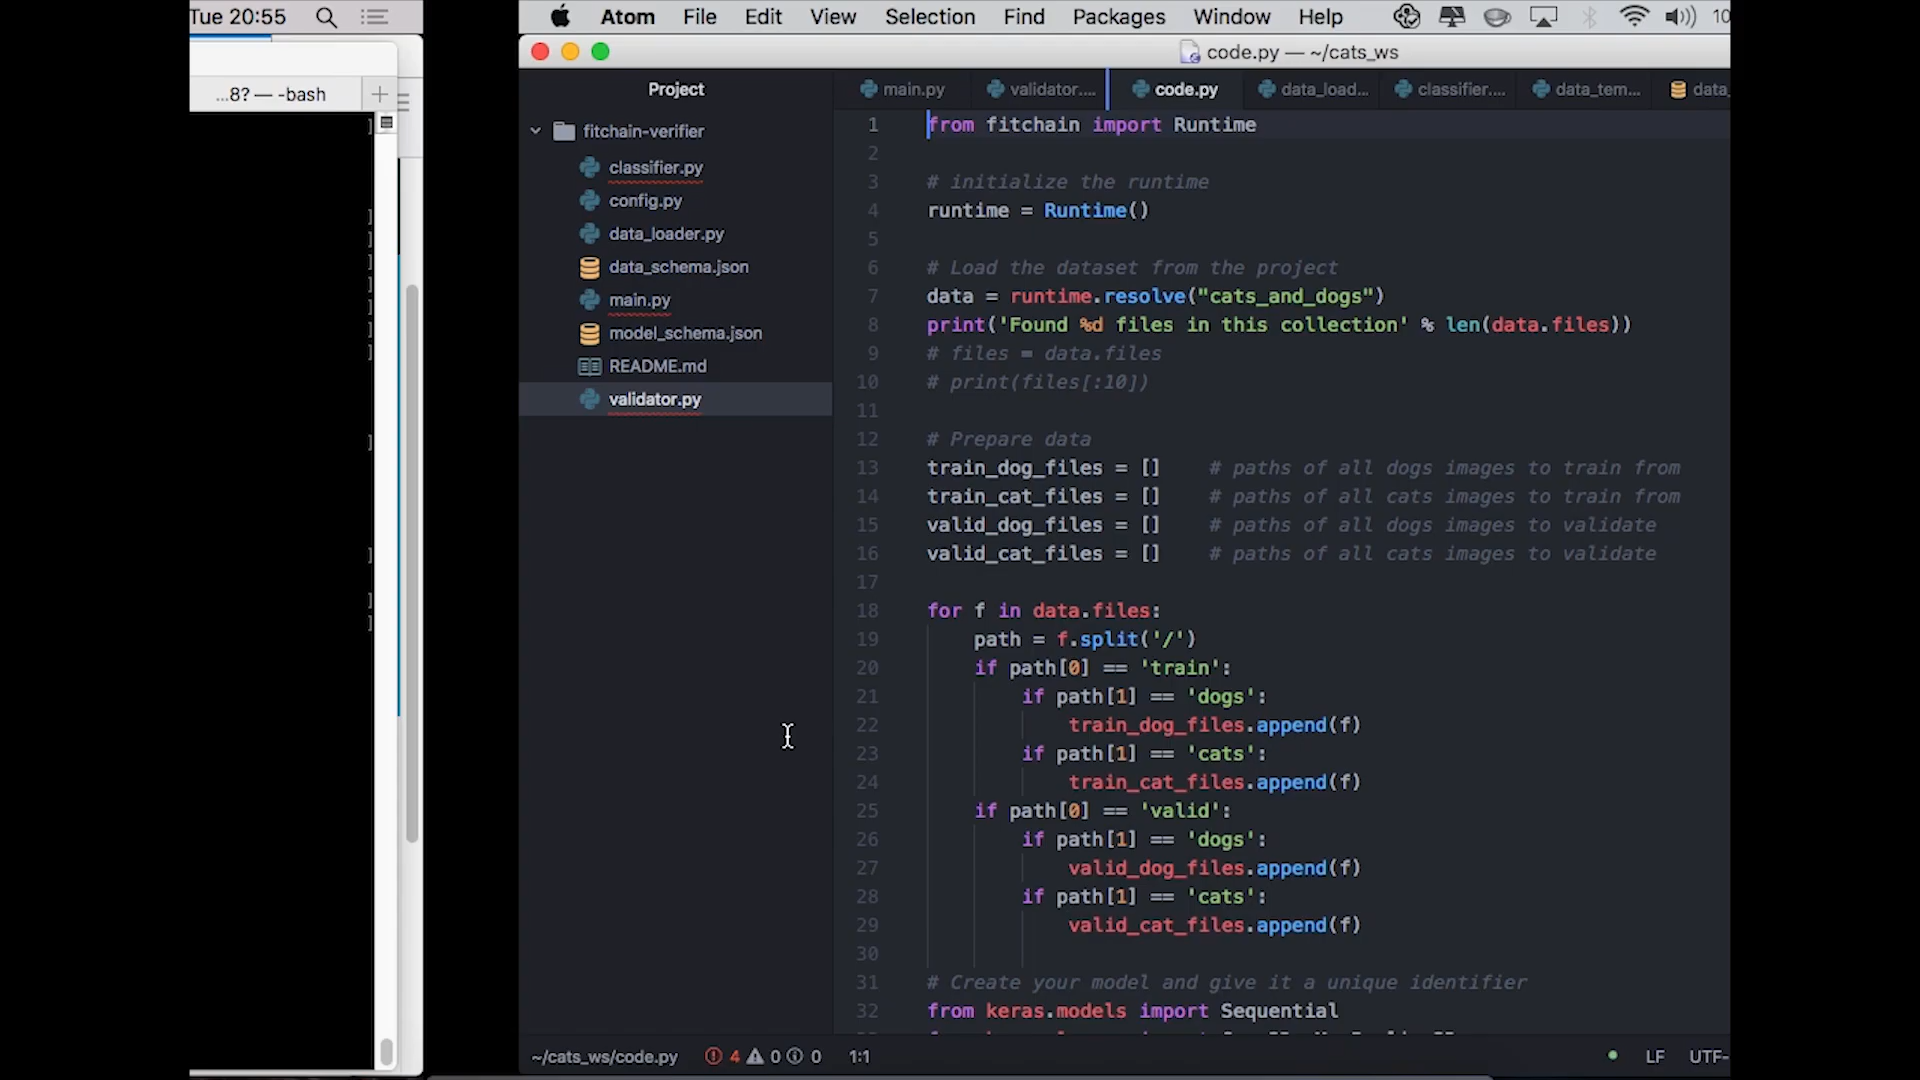 Tue 20:55
...8? — -bash
Atom File Edit View Selection Find Packages Window Help 10
code.py — ~/cats_ws
Project
main.py validator.... code.py data_load... classifier.... data_tem... data_
fitchain-verifier
classifier.py
config.py
data_loader.py
data_schema.json
main.py
model_schema.json
README.md
validator.py
1 from fitchain import Runtime
2
3 # initialize the runtime
4 runtime = Runtime()
5
6 # Load the dataset from the project
7 data = runtime.resolve("cats_and_dogs")
8 print('Found %d files in this collection' % len(data.files))
9 # files = data.files
10 # print(files[:10])
11
12 # Prepare data
13 train_dog_files = [] # paths of all dogs images to train from
14 train_cat_files = [] # paths of all cats images to train from
15 valid_dog_files = [] # paths of all dogs images to validate
16 valid_cat_files = [] # paths of all cats images to validate
17
18 for f in data.files:
19 path = f.split('/')
20 if path[0] == 'train':
21 if path[1] == 'dogs':
22 train_dog_files.append(f)
23 if path[1] == 'cats':
24 train_cat_files.append(f)
25 if path[0] == 'valid':
26 if path[1] == 'dogs':
27 valid_dog_files.append(f)
28 if path[1] == 'cats':
29 valid_cat_files.append(f)
30
31 # Create your model and give it a unique identifier
32 from keras.models import Sequential
~/cats_ws/code.py 4 0 0 1:1 LF UTF-